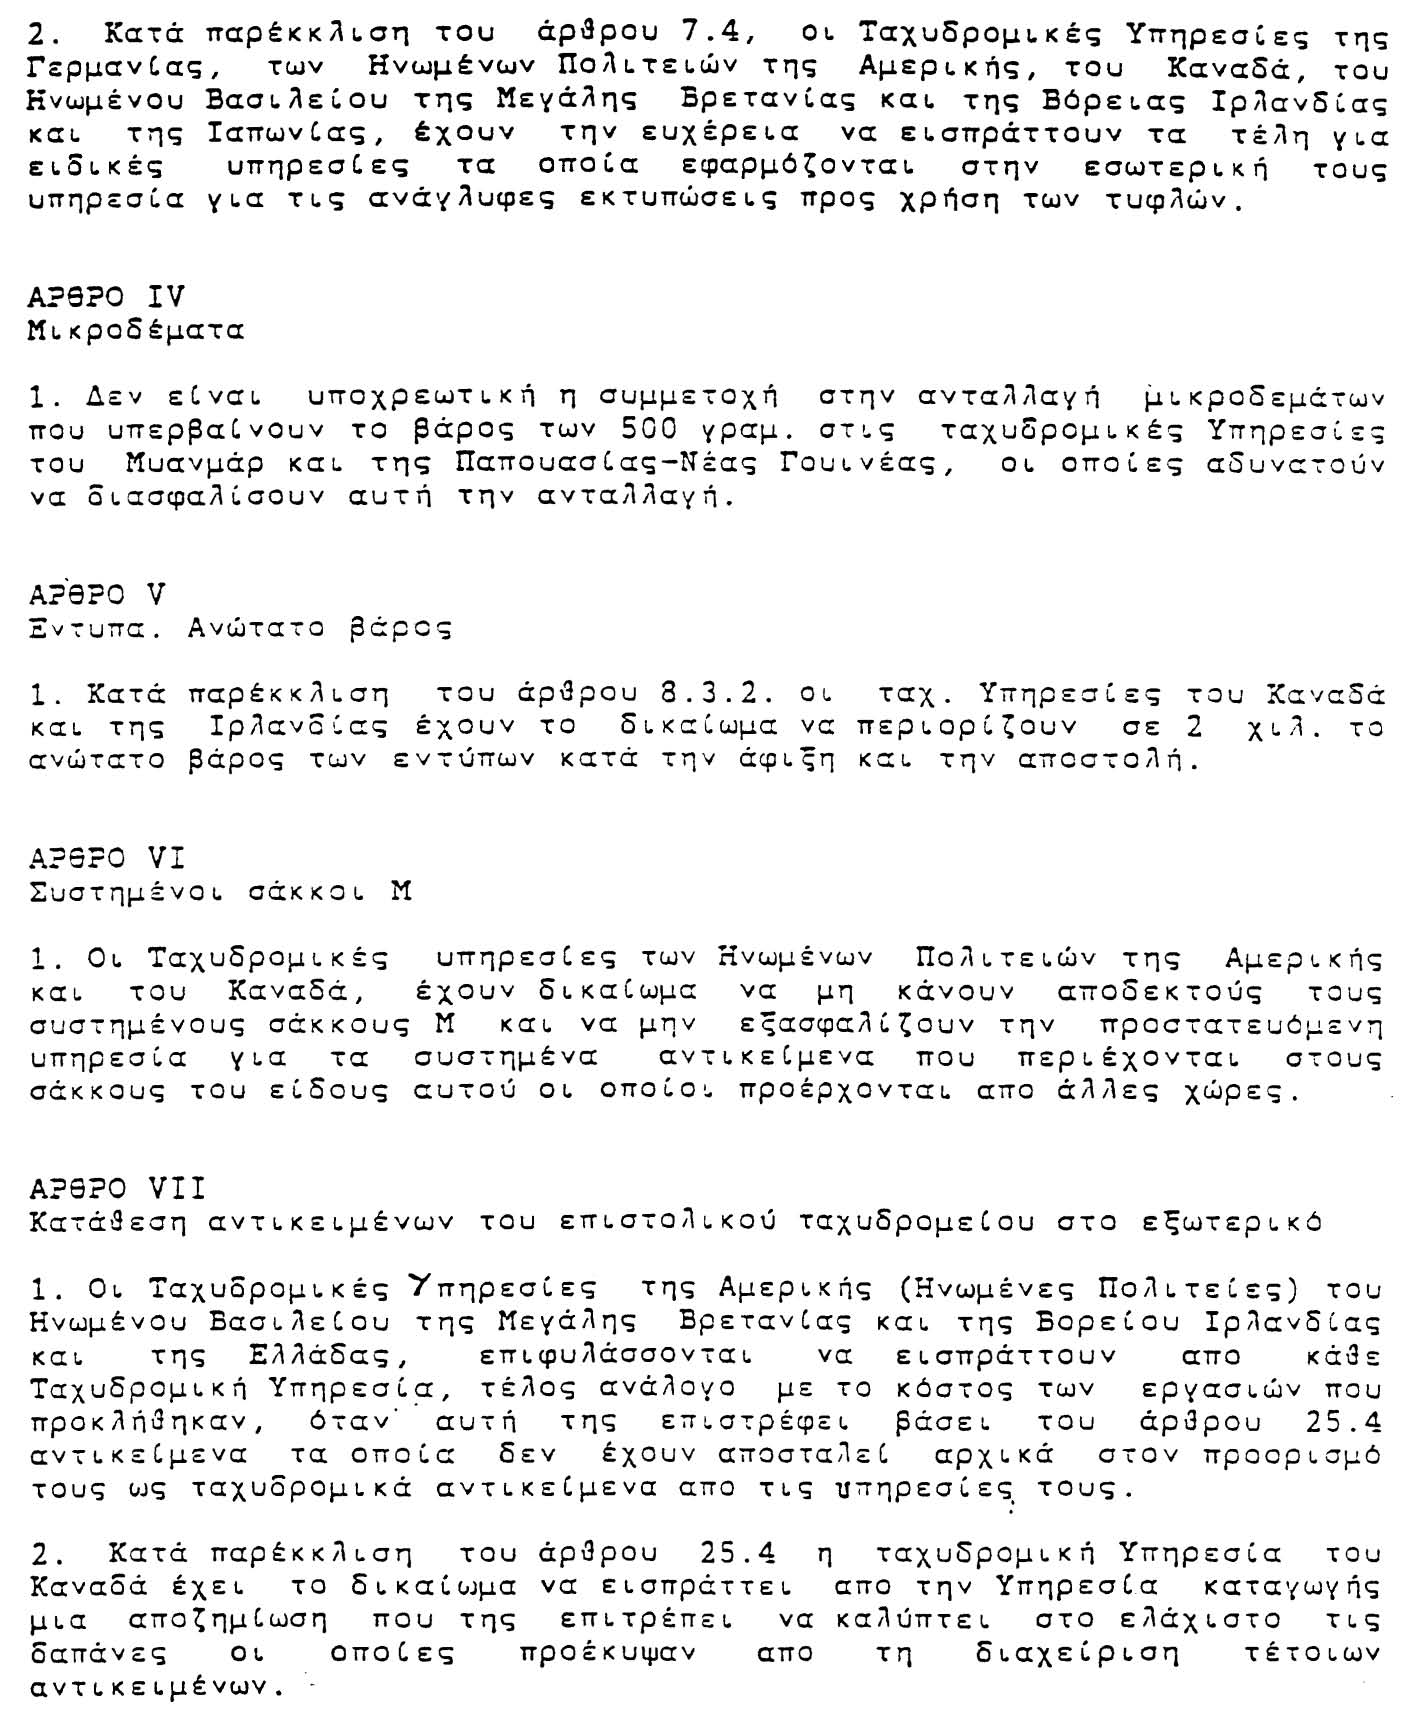 2. Κατά παρέκκλιση του άρθρου 7.4, οι Ταχυδρομικές Υπηρεσίες της
Γερμανίας, των Ηνωμένων Πολιτειών της Αμερικής, του Καναδά, του
Ηνωμένου Βασιλείου της Μεγάλης Βρετανίας και της Βόρειας Ιρλανδίας
και της Ιαπωνίας, έχουν την ευχέρεια να εισπράττουν τα τέλη για
ειδικές υπηρεσίες τα οποία εφαρμόζονται στην εσωτερική τους
υπηρεσία για τις ανάγλυφες εκτυπώσεις προς χρήση των τυφλών.
ΑΡΘΡΟ IV
Μικροδέματα
1. Δεν είναι υποχρεωτική η συμμετοχή στην ανταλλαγή μικροδεμάτων
που υπερβαίνουν το βάρος των 500 γραμ. στις ταχυδρομικές Υπηρεσίες
του Μυανμάρ και της Παπουασίας-Νέας Γουινέας, οι οποίες αδυνατούν
να διασφαλίσουν αυτή την ανταλλαγή.
ΑΡΘΡΟ V
Εντυπα. Ανώτατο βάρος
1. Κατά παρέκκλιση του άρθρου 8.3.2. οι ταχ. Υπηρεσίες του Καναδά
και της Ιρλανδίας έχουν το δικαίωμα να περιορίζουν σε 2 χιλ. το
ανώτατο βάρος των εντύπων κατά την άφιξη και την αποστολή.
ΑΡΘΡΟ VI
Συστημένοι σάκκοι Μ
1. Οι Ταχυδρομικές υπηρεσίες των Ηνωμένων Πολιτειών της Αμερικής
και του Καναδά, έχουν δικαίωμα να μη κάνουν αποδεκτούς τους
συστημένους σάκκους Μ και να μην εξασφαλίζουν την προστατευόμενη
υπηρεσία για τα συστημένα αντικείμενα που περιέχονται στους
σάκκους του είδους αυτού οι οποίοι προέρχονται απο άλλες χώρες.
ΑΡΘΡΟ VII
Κατάθεση αντικειμένων του επιστολικού ταχυδρομείου στο εξωτερικό
1. Οι Ταχυδρομικές Υπηρεσίες της Αμερικής (Ηνωμένες Πολιτείες) του
Ηνωμένου Βασιλείου της Μεγάλης Βρετανίας και της Βορείου Ιρλανδίας
και της Ελλάδας, επιφυλάσσονται να εισπράττουν απο κάθε
Ταχυδρομική Υπηρεσία, τέλος ανάλογο με το κόστος των εργασιών που
προκλήθηκαν, όταν αυτή της επιστρέφει βάσει του άρθρου 25.4
αντικείμενα τα οποία δεν έχουν αποσταλεί αρχικά στον προορισμό
τους ως ταχυδρομικά αντικείμενα απο τις υπηρεσίες τους.
2. Κατά παρέκκλιση του άρθρου 25.4 η ταχυδρομική Υπηρεσία του
Καναδά έχει το δικαίωμα να εισπράττει απο την Υπηρεσία καταγωγής
μια αποζημίωση που της επιτρέπει να καλύπτει στο ελάχιστο τις
δαπάνες οι οποίες προέκυψαν απο τη διαχείριση τέτοιων
αντικειμένων.